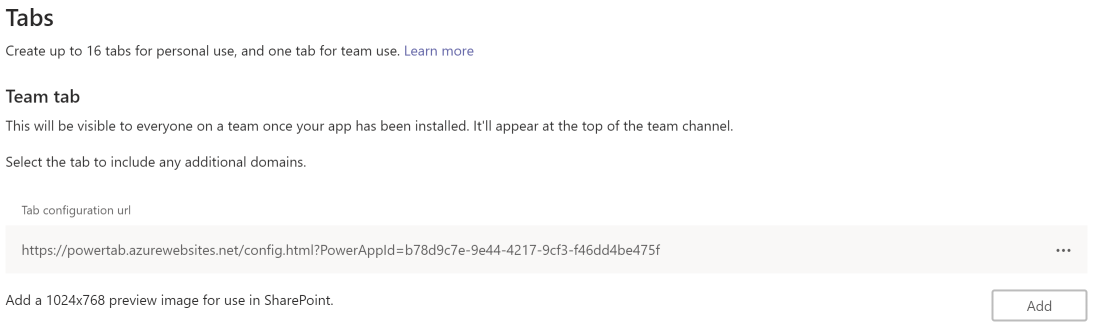 Tabs
Create up to 16 tabs for personal use, and one tab for team use. Learn more
Team tab
This will be visible to everyone on a team once your app has been installed. It'll appear at the top of the team channel.
Select the tab to include any additional domains.
Tab configuration url
https://powertab.azurewebsites.net/config.html?PowerAppId=b78d9c7e-9e44-4217-9cf3-f46dd4be475f ···
Add a 1024x768 preview image for use in SharePoint.
Add